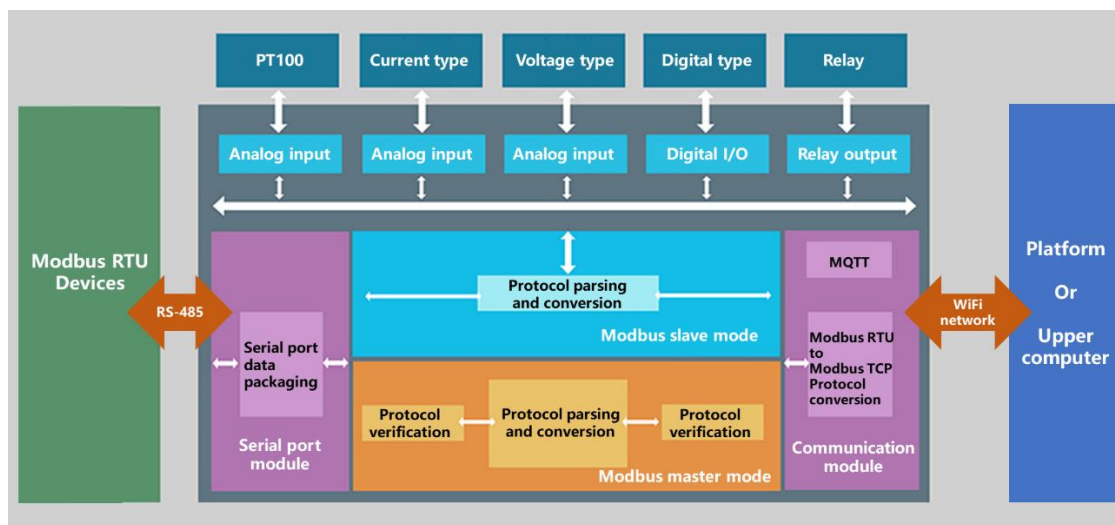 PT100
Current type
Voltage type
Digital type
Relay
Analog input
Analog input
Analog input
Digital I/O
Relay output
Modbus RTU
Devices
RS-485
Serial port
data
packaging
Serial port
module
Protocol parsing
and conversion
Modbus slave mode
Protocol
verification
Protocol parsing
and conversion
Protocol
verification
Modbus master mode
MQTT
Modbus RTU
to
Modbus TCP
Protocol
conversion
Communication
module
WiFi
network
Platform
Or
Upper
computer